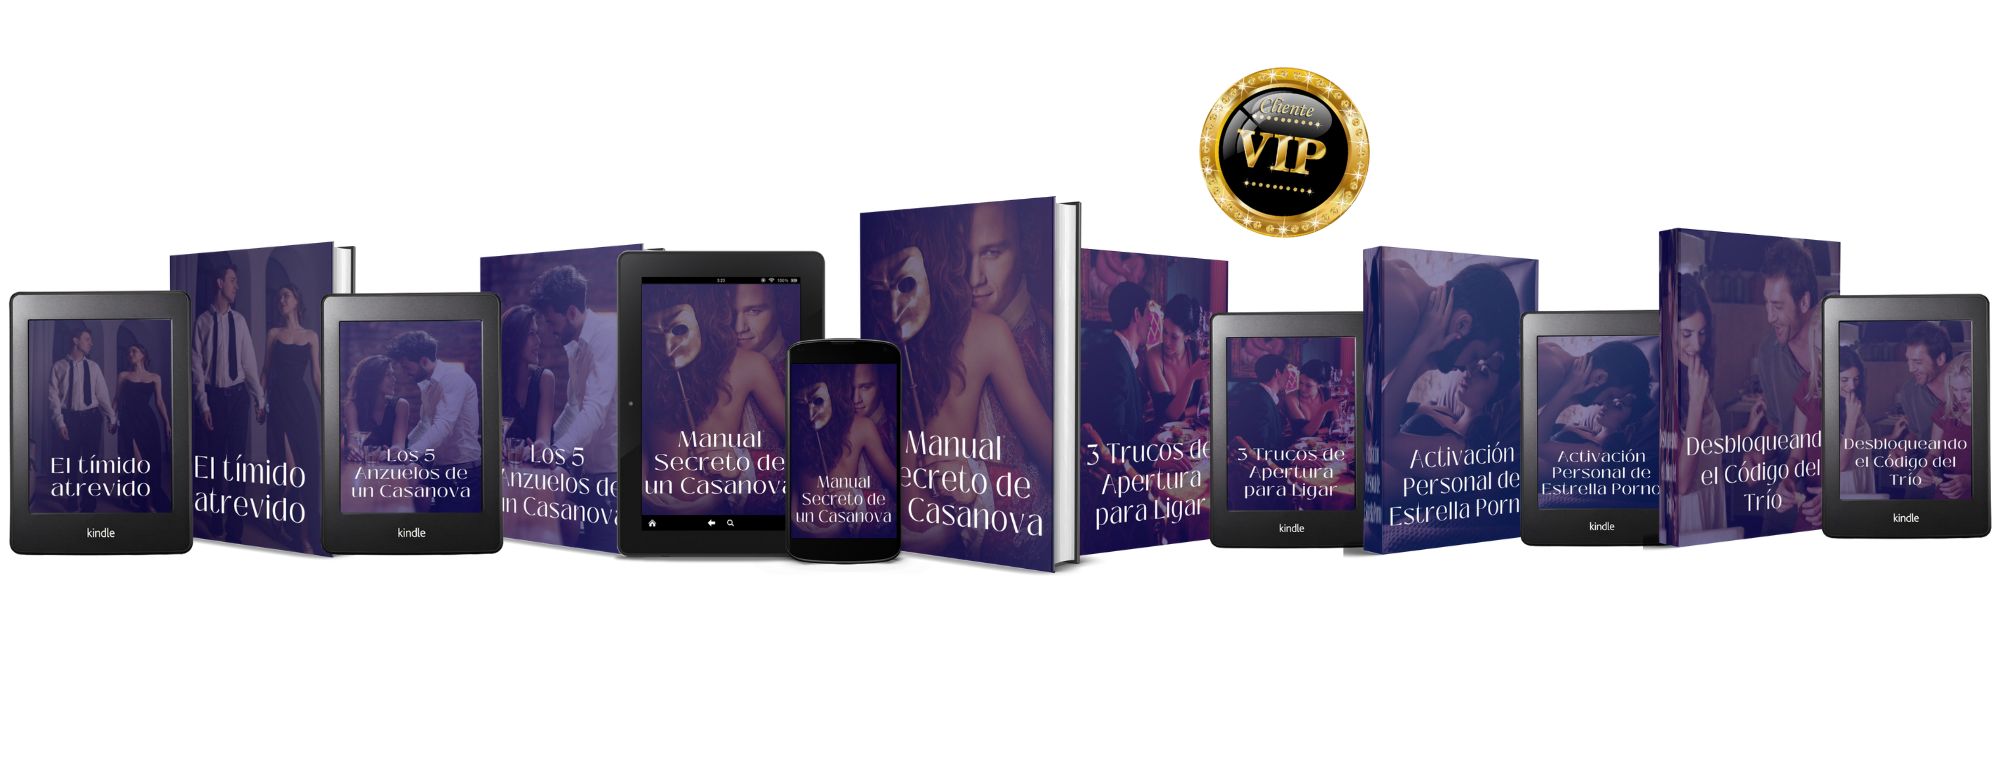 Cliente
VIP
El tímido
atrevido
kindle
El tímido
atrevido
Los 5
Anzuelos de
un Casanova
kindle
Los 5
Anzuelos de
un Casanova
3:23
100%
Manual
Secreto de
un Casanova
Manual
Secreto de
un Casanova
Manual
Secreto de
Casanova
3 Trucos de
Apertura
para Ligar
3 Trucos de
Apertura
para Ligar
kindle
Activación
Personal de
Estrella Porn
Activación
Personal de
Estrella Porno
kindle
Desbloqueand
el Código del
Trío
Desbloqueando
el Código del
Trío
kindle